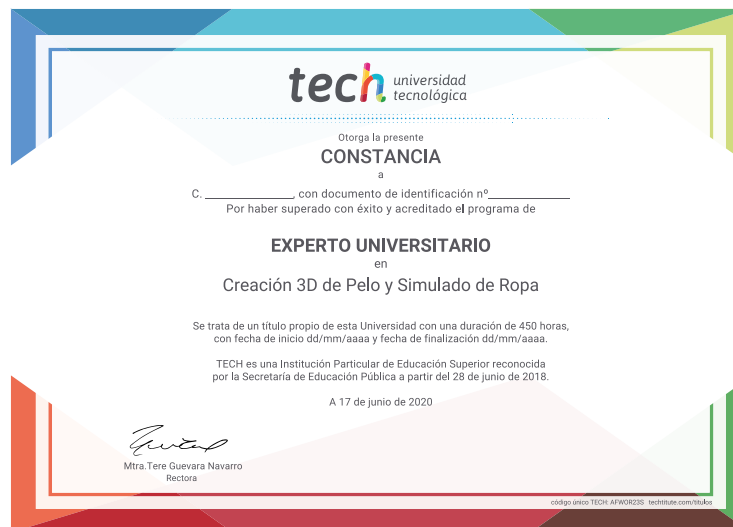 tech universidad
tecnológica
Otorga la presente
CONSTANCIA
a
C. ______________, con documento de identificación nº_____________
Por haber superado con éxito y acreditado el programa de
EXPERTO UNIVERSITARIO
en
Creación 3D de Pelo y Simulado de Ropa
Se trata de un título propio de esta Universidad con una duración de 450 horas,
con fecha de inicio dd/mm/aaaa y fecha de finalización dd/mm/aaaa.
TECH es una Institución Particular de Educación Superior reconocida
por la Secretaría de Educación Pública a partir del 28 de junio de 2018.
A 17 de junio de 2020
Mtra.Tere Guevara Navarro
Rectora
código único TECH: AFWOR23S techtitute.com/titulos